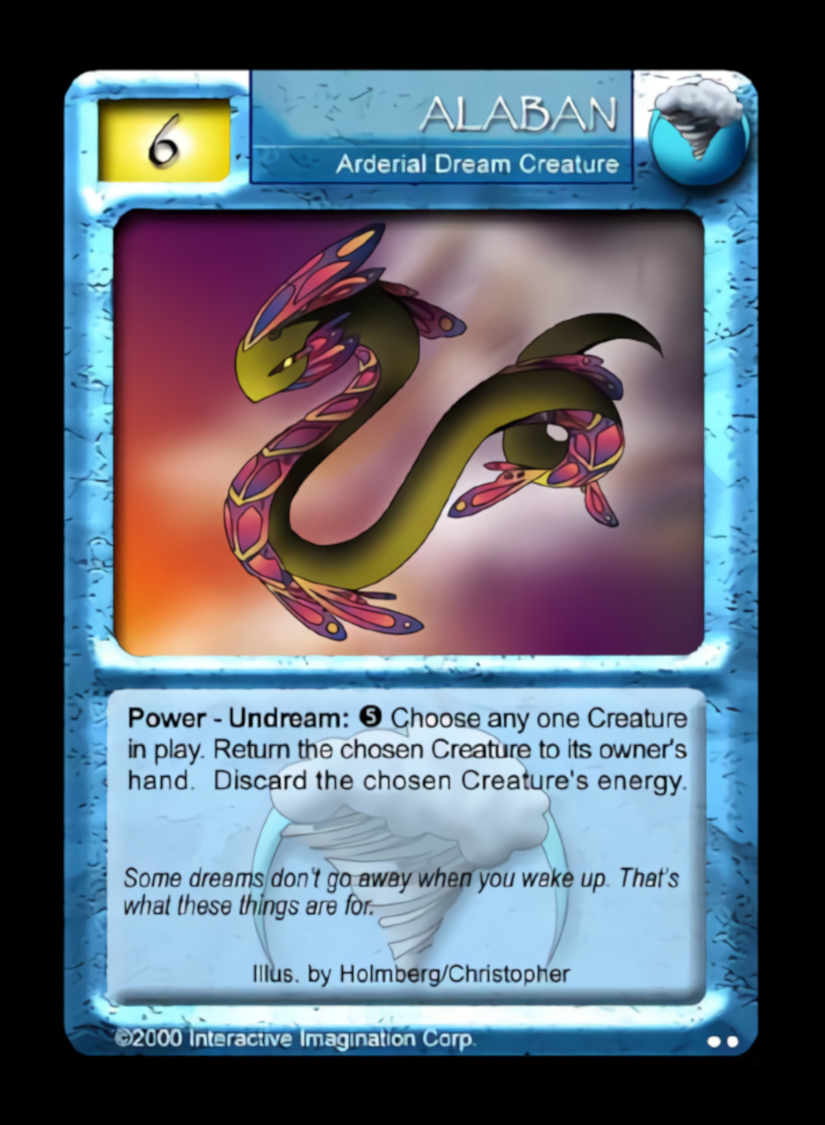 6
ALABAN
Arderial Dream Creature
Power - Undream: ❺ Choose any one Creature
in play. Return the chosen Creature to its owner's
hand. Discard the chosen Creature's energy.
Some dreams don't go away when you wake up. That's
what these things are for.
Illus. by Holmberg/Christopher
©2000 Interactive Imagination Corp.